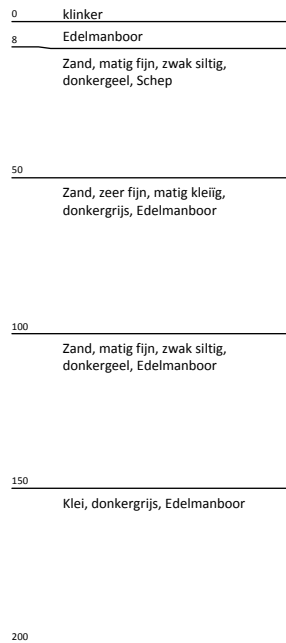 0 klinker
8 Edelmanboor
Zand, matig fijn, zwak siltig,
donkergeel, Schep
50
Zand, zeer fijn, matig kleiïg,
donkergrijs, Edelmanboor
100
Zand, matig fijn, zwak siltig,
donkergeel, Edelmanboor
150
Klei, donkergrijs, Edelmanboor
200